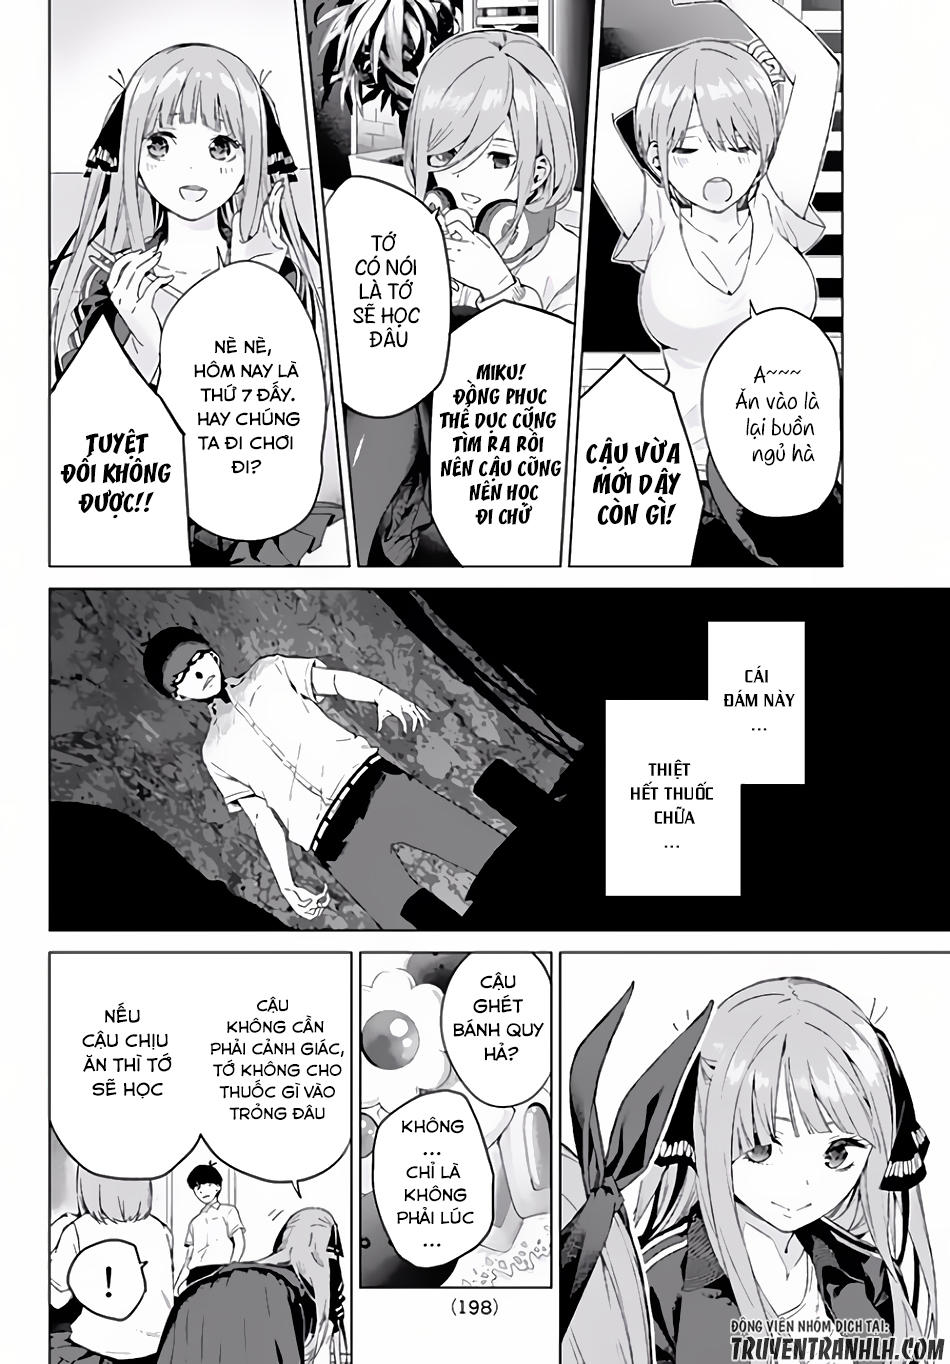 A~~~
Ăn vào là
lại buồn
ngủ hà
CẬU VỪA
MỚI DẬY
CÒN GÌ!
TỚ
CÓ NÓI
LÀ TỚ
SẼ HỌC
ĐÂU
MIKU!
ĐỒNG PHỤC
THỂ DỤC CŨNG
TÌM RA RỒI
NÊN CẬU CŨNG
NÊN HỌC
ĐI CHỨ
NÈ NÈ,
HÔM NAY LÀ
THỨ 7 ĐẤY.
HAY CHÚNG
TA ĐI CHƠI
ĐI?
TUYỆT
ĐỐI KHÔNG
ĐƯỢC!!
CÁI
ĐÁM NÀY
...
THIỆT
HẾT THUỐC
CHỮA
...
CẬU
GHÉT
BÁNH QUY
HẢ?
KHÔNG
...
CHỈ LÀ
KHÔNG
PHẢI LÚC
...
CẬU
KHÔNG CẦN
PHẢI CẢNH GIÁC,
TỚ KHÔNG CHO
THUỐC GÌ VÀO
TRỎNG ĐÂU
NẾU
CẬU CHỊU
ĂN THÌ TỚ
SẼ HỌC
!
(198)
ĐỘNG VIÊN NHÓM DỊCH TẠI:
TRUYENTRANHLH.COM